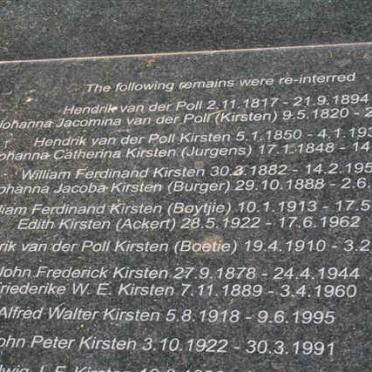 The following remains were re-interred
Hendrik van der Poll 2.11.1817 - 21.9.1894
Johanna Jacomina van der Poll (Kirsten) 9.5.1820 - 2
Hendrik van der Poll Kirsten 5.1.1850 - 4.1.193
Johanna Catherina Kirsten (Jurgens) 17.1.1848 - 14
William Ferdinand Kirsten 30.3.1882 - 14.2.195
Johanna Jacoba Kirsten (Burger) 29.10.1888 - 2.6.
liam Ferdinand Kirsten (Boytjie) 10.1.1913 - 17.5
Edith Kirsten (Ackert) 28.5.1922 - 17.6.1962
rik van der Poll Kirsten (Boetie) 19.4.1910 - 3.2
John Frederick Kirsten 27.9.1878 - 24.4.1944
Friederike W. E. Kirsten 7.11.1889 - 3.4.1960
Alfred Walter Kirsten 5.8.1918 - 9.6.1995
John Peter Kirsten 3.10.1922 - 30.3.1991